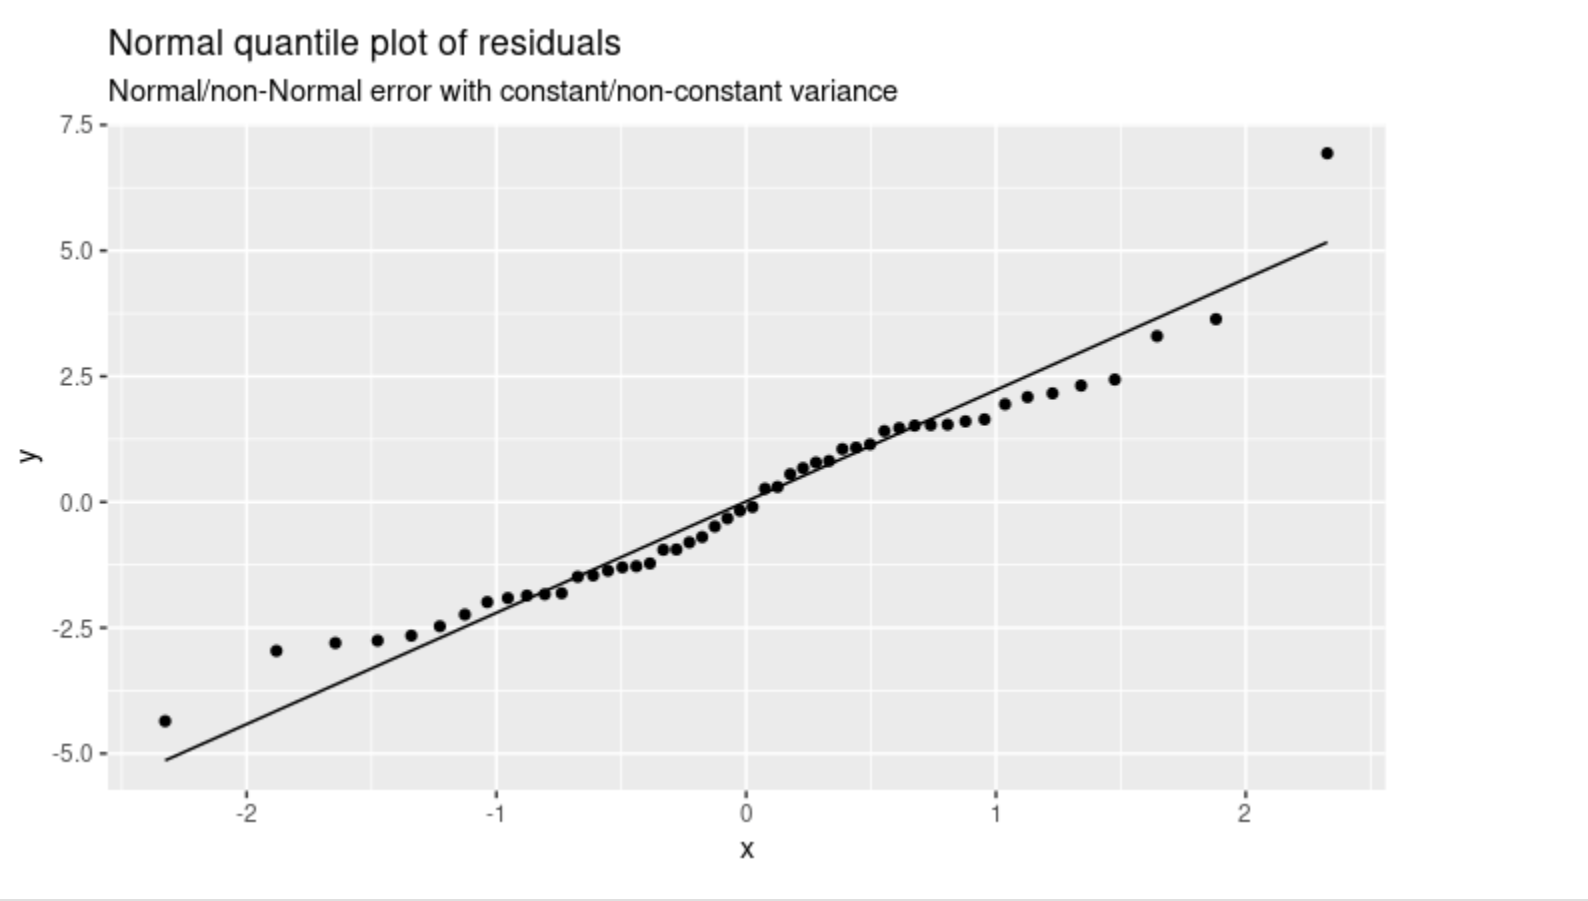 Normal quantile plot of residuals
Normal/non-Normal error with constant/non-constant variance
7.5
5.0
2.5
0.0
-2.5
-5.0
y
-2 -1 0 1 2
x